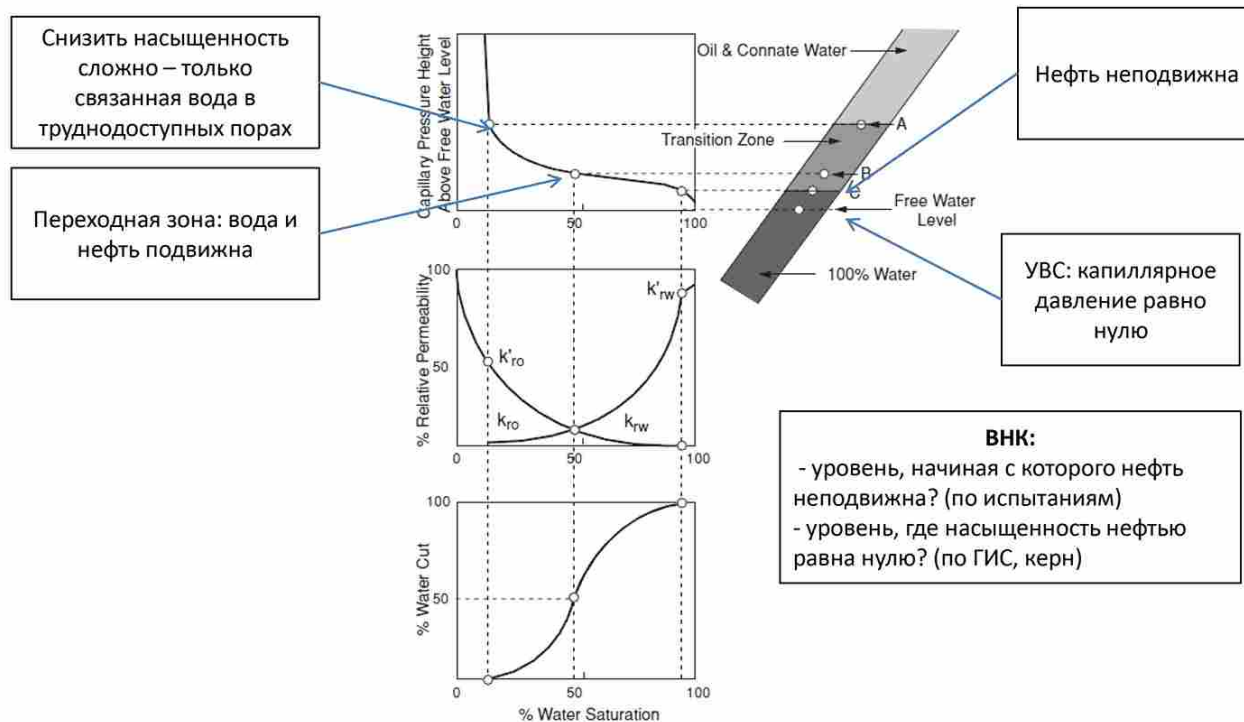 Снизить насыщенность
сложно – только
связанная вода в
труднодоступных порах
Переходная зона: вода и
нефть подвижна
Capillary Pressure Height
Above Free Water Level
0
50
100
Oil & Connate Water
Transition Zone
A
B
C
Free Water
Level
100% Water
Нефть неподвижна
УВС: капиллярное
давление равно
нулю
% Relative Permeability
100
50
k'ro
k'rw
kro
krw
0
50
100
ВНК:
- уровень, начиная с которого нефть
неподвижна? (по испытаниям)
- уровень, где насыщенность нефтью
равна нулю? (по ГИС, керн)
% Water Cut
100
50
0
50
100
% Water Saturation